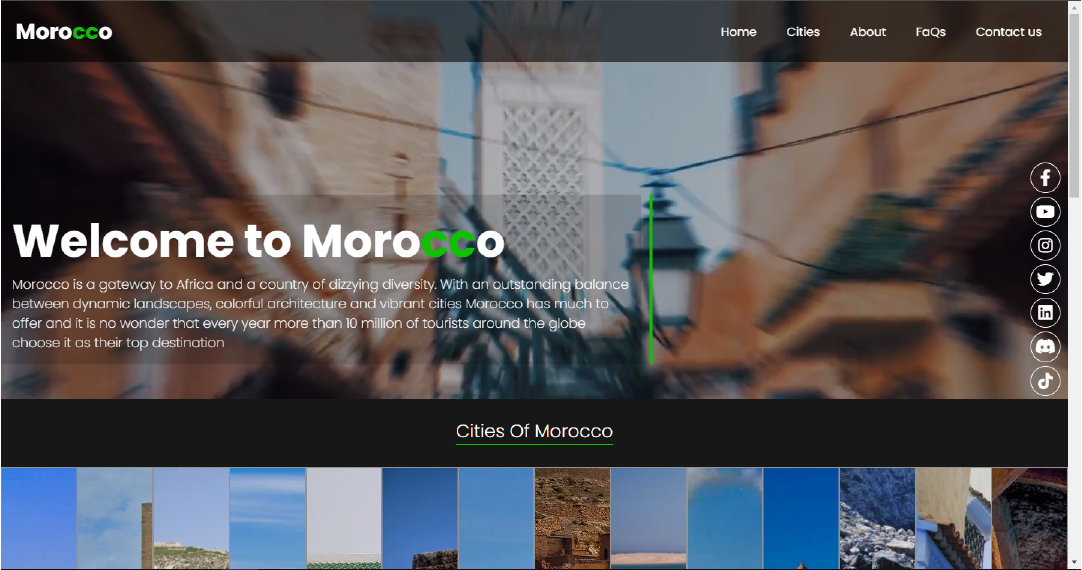 Morocco
Home Cities About FaQs Contact us
Welcome to Morocco
Morocco is a gateway to Africa and a country of dizzying diversity. With an outstanding balance
between dynamic landscapes, colorful architecture and vibrant cities Morocco has much to
offer and it is no wonder that every year more than 10 million of tourists around the globe
choose it as their top destination
Cities Of Morocco